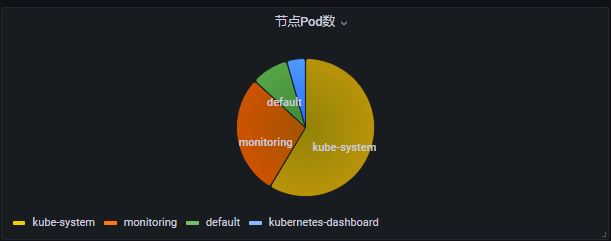 节点Pod数
default
monitoring
kube-system
kube-system monitoring default kubernetes-dashboard